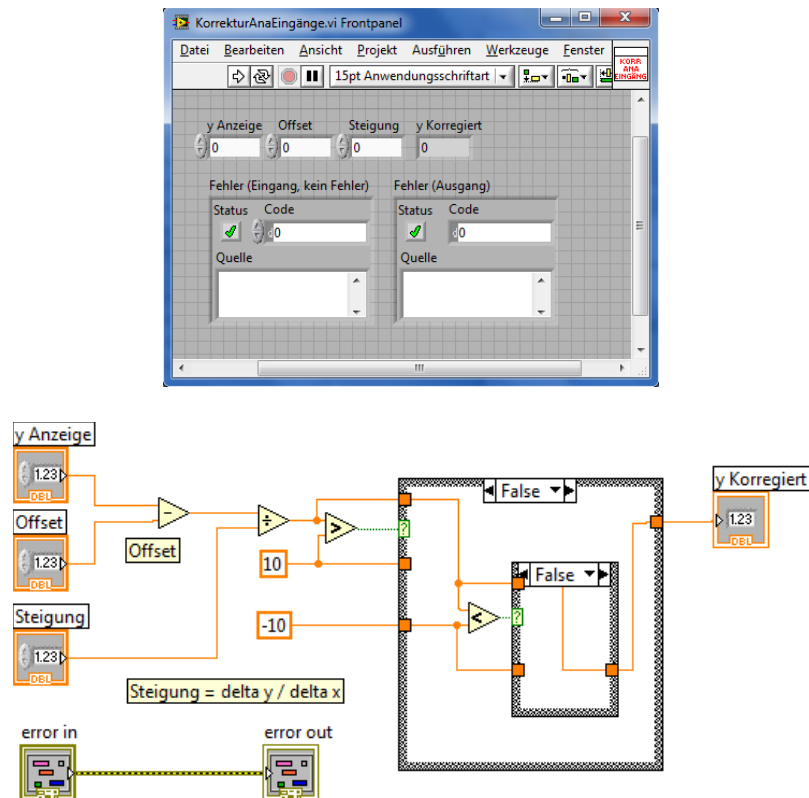 KorrekturAnaEingänge.vi Frontpanel
Datei Bearbeiten Ansicht Projekt Ausführen Werkzeuge Fenster
KORR
ANA
EINGÄNG
15pt Anwendungsschriftart
y Anzeige Offset Steigung y Korregiert
0 0 0 0
Fehler (Eingang, kein Fehler) Fehler (Ausgang)
Status Code Status Code
d0 d0
Quelle Quelle
y Anzeige
1.23
DBL
Offset
1.23
DBL
Steigung
1.23
DBL
Offset
10
-10
Steigung = delta y / delta x
- ÷ > <
False
?
False
?
y Korregiert
1.23
DBL
error in error out